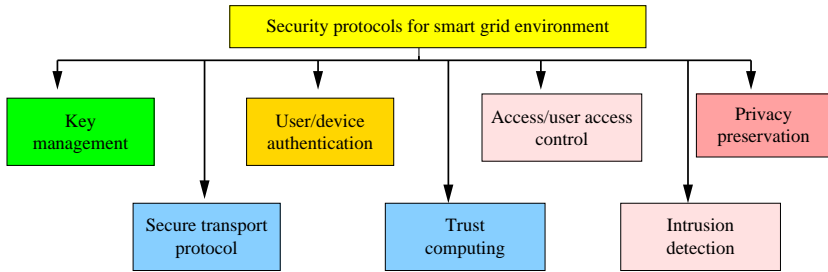 Security protocols for smart grid environment
Key
management
User/device
authentication
Access/user access
control
Privacy
preservation
Secure transport
protocol
Trust
computing
Intrusion
detection